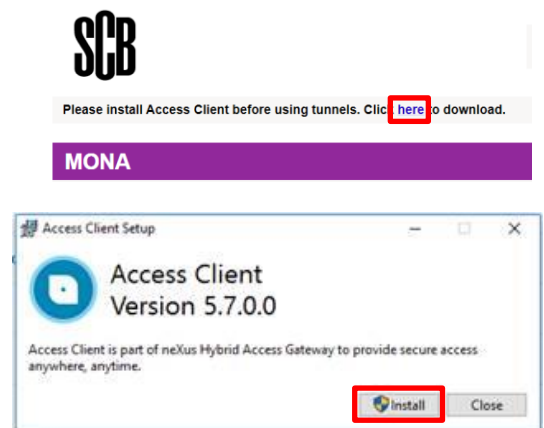 SCB
Please install Access Client before using tunnels. Click here to download.
MONA
Access Client Setup
Access Client
Version 5.7.0.0
Access Client is part of neXus Hybrid Access Gateway to provide secure access
anywhere, anytime.
Install Close